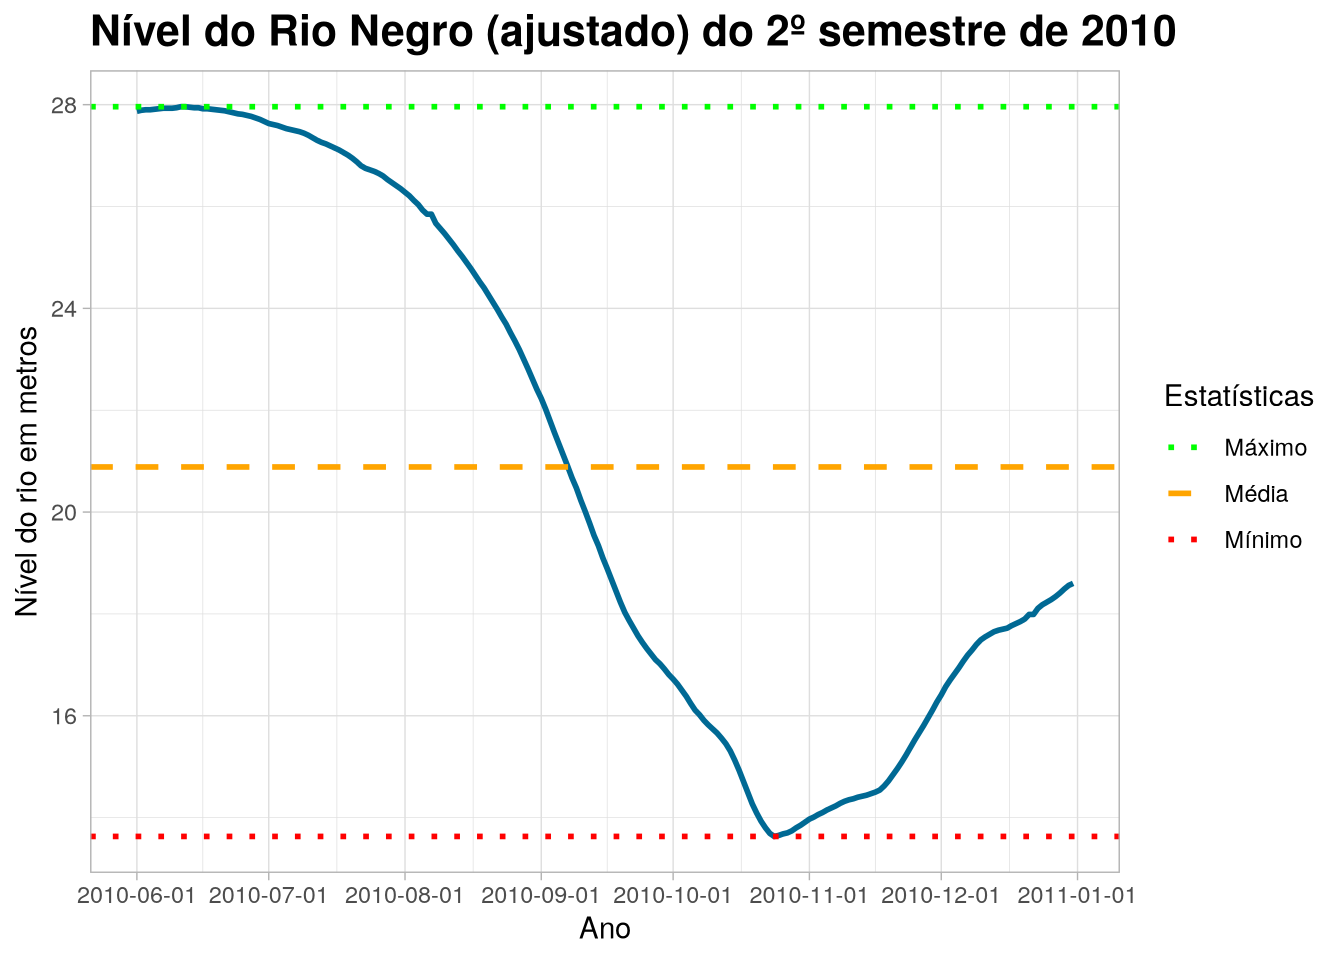 Nível do Rio Negro (ajustado) do 2º semestre de 2010
28
24
20
16
Nível do rio em metros
2010-06-01 2010-07-01 2010-08-01 2010-09-01 2010-10-01 2010-11-01 2010-12-01 2011-01-01
Ano
Estatísticas
Máximo
Média
Mínimo